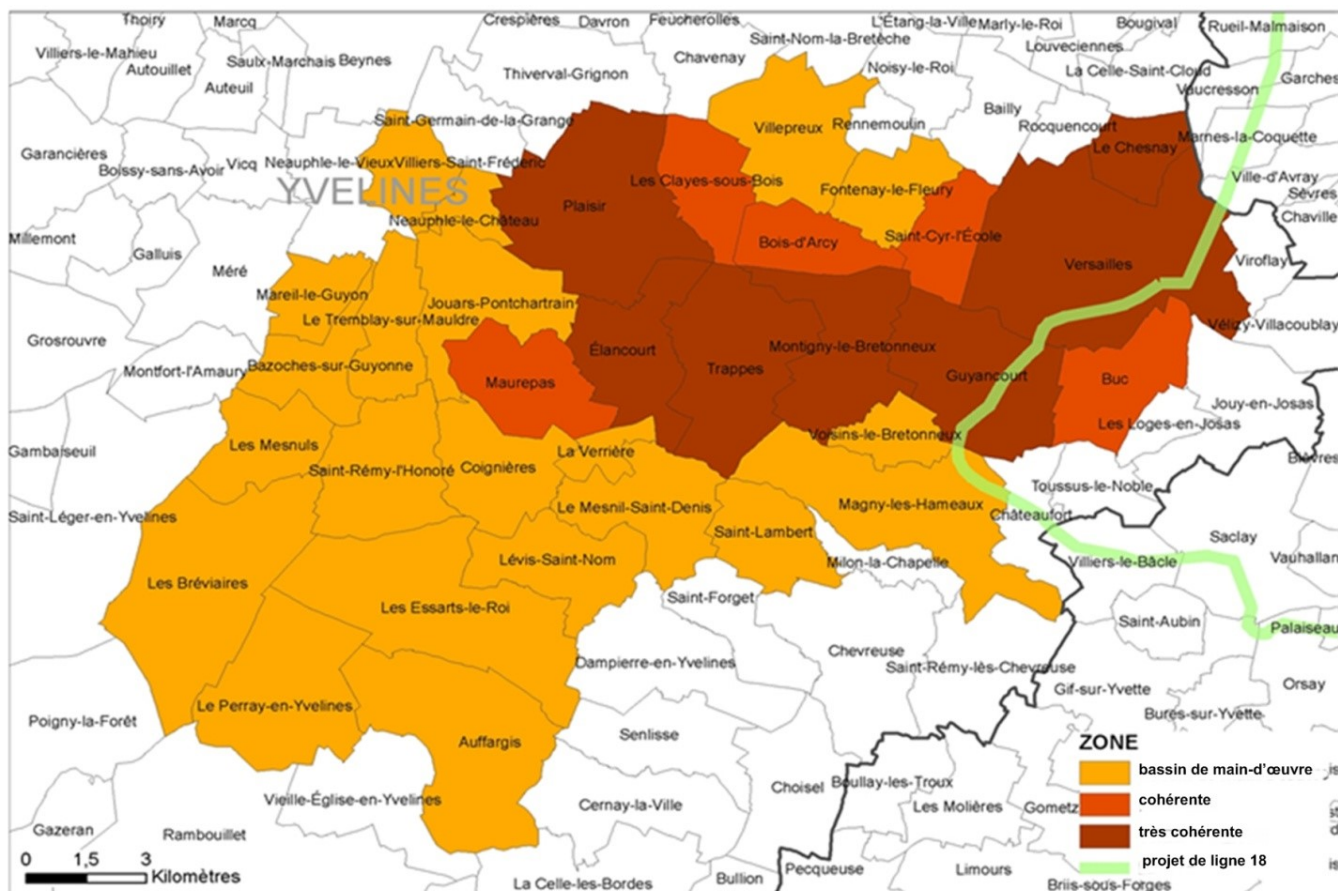 Thoiry
Marcq
Crespières
Davron
Feucherolles
L'Étang-la-Ville
Marly-le-Roi
Bougival
Rueil-Malmaison
Villiers-le-Mahieu
Autouillet
Saulx-Marchais
Beynes
Chavenay
Saint-Nom-la-Bretèche
Louveciennes
Thiverval-Grignon
Noisy-le-Roi
La Celle-Saint-Cloud
Garches
Auteuil
Vaucresson
Saint-Germain-de-la-Grange
Villepreux
Rennemoulin
Bailly
Rocquencourt
Marnes-la-Coquette
Garancières
Boissy-sans-Avoir
Vicq
Neauphle-le-Vieux
Villiers-Saint-Fréderic
Le Chesnay
YVELINES
Les Clayes-sous-Bois
Fontenay-le-Fleury
Ville-d'Avray
Sèvres
Plaisir
Neauphle-le-Château
Chaville
Millemont
Galluis
Bois-d'Arcy
Saint-Cyr-l'École
Méré
Versailles
Viroflay
Mareil-le-Guyon
Jouars-Pontchartrain
Le Tremblay-sur-Mauldre
Vélizy-Villacoublay
Grosrouvre
Élancourt
Montigny-le-Bretonneux
Montfort-l'Amaury
Bazoches-sur-Guyonne
Trappes
Maurepas
Guyancourt
Buc
Jouy-en-Josas
Gambaiseuil
Les Mesnuls
Voisins-le-Bretonneux
Les Loges-en-Josas
La Verrière
Bièvres
Saint-Rémy-l'Honoré
Coignières
Toussus-le-Noble
Saint-Léger-en-Yvelines
Le Mesnil-Saint-Denis
Magny-les-Hameaux
Châteaufort
Saint-Lambert
Saclay
Vauhallan
Les Bréviaires
Lévis-Saint-Nom
Milon-la-Chapelle
Villiers-le-Bâcle
Saint-Forget
Les Essarts-le-Roi
Saint-Aubin
Palaiseau
Chevreuse
Dampierre-en-Yvelines
Saint-Rémy-lès-Chevreuse
Orsay
Gif-sur-Yvette
Poigny-la-Forêt
Le Perray-en-Yvelines
Bures-sur-Yvette
Auffargis
Senlisse
ZONE
bassin de main-d'œuvre
cohérente
très cohérente
projet de ligne 18
Choisel
Boullay-les-Troux
Vieille-Église-en-Yvelines
Cernay-la-Ville
Les Molières
Gometz
Gazeran
Rambouillet
0 1,5 3
Kilomètres
La Celle-les-Bordes
Bullion
Pecqueuse
Limours
Briis-sous-Forges